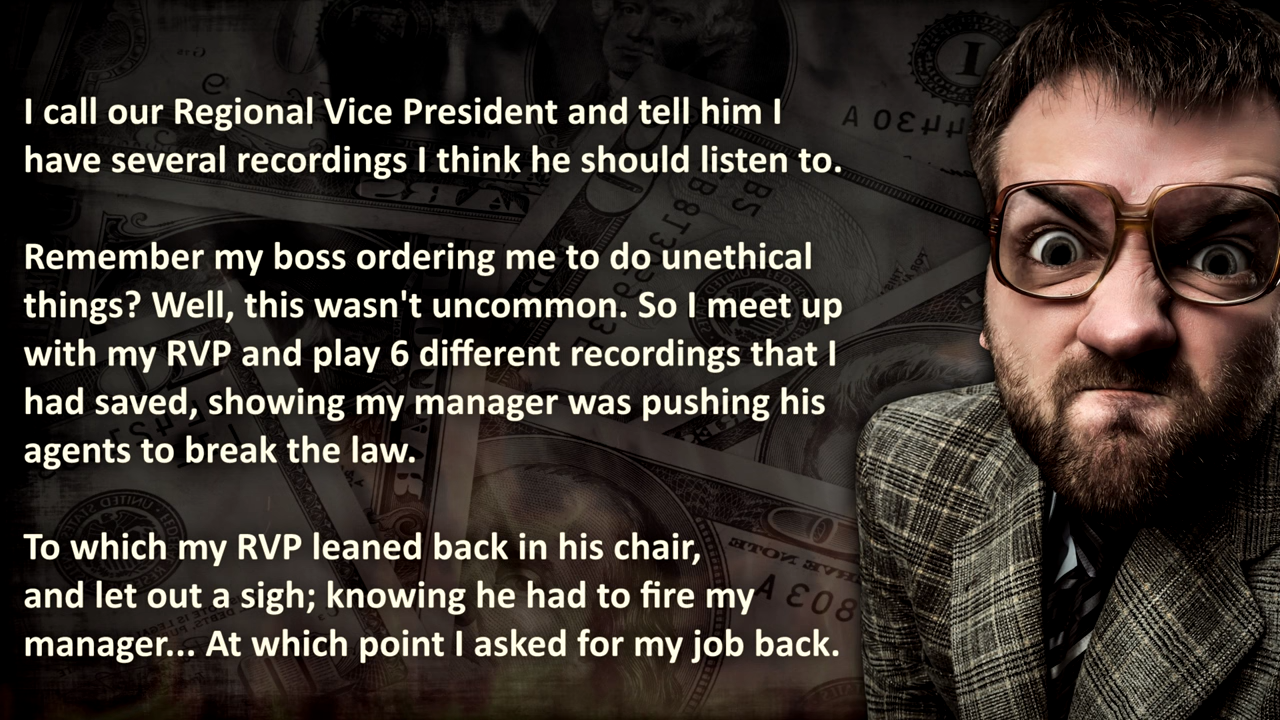 I call our Regional Vice President and tell him I
have several recordings I think he should listen to.
Remember my boss ordering me to do unethical
things? Well, this wasn't uncommon. So I meet up
with my RVP and play 6 different recordings that I
had saved, showing my manager was pushing his
agents to break the law.
To which my RVP leaned back in his chair,
and let out a sigh; knowing he had to fire my
manager... At which point I asked for my job back.